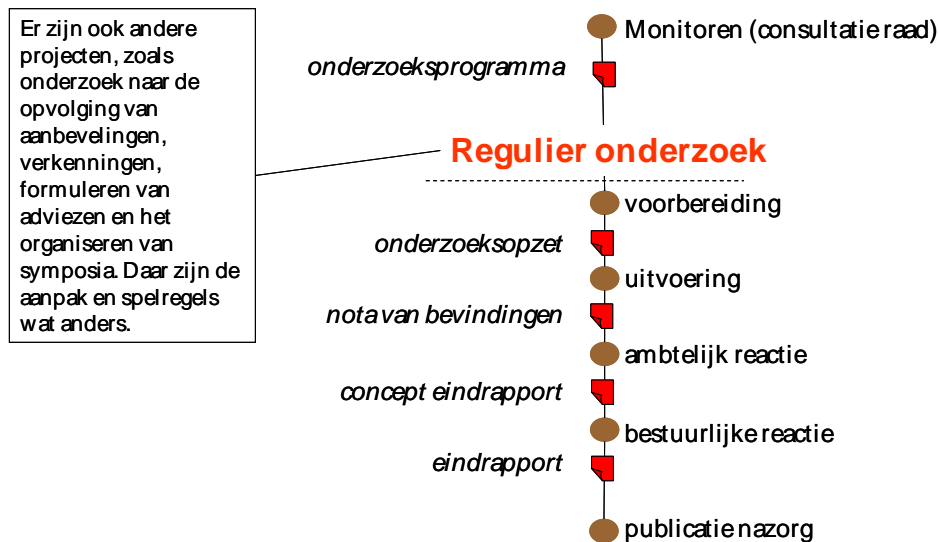 Er zijn ook andere
projecten, zoals
onderzoek naar de
opvolging van
aanbevelingen,
verkenningen,
formuleren van
adviezen en het
organiseren van
symposia. Daar zijn de
aanpak en spelregels
wat anders.
Monitoren (consultatie raad)
onderzoeksprogramma
Regulier onderzoek
voorbereiding
onderzoeksopzet
uitvoering
nota van bevindingen
ambtelijk reactie
concept eindrapport
bestuurlijke reactie
eindrapport
publicatie nazorg